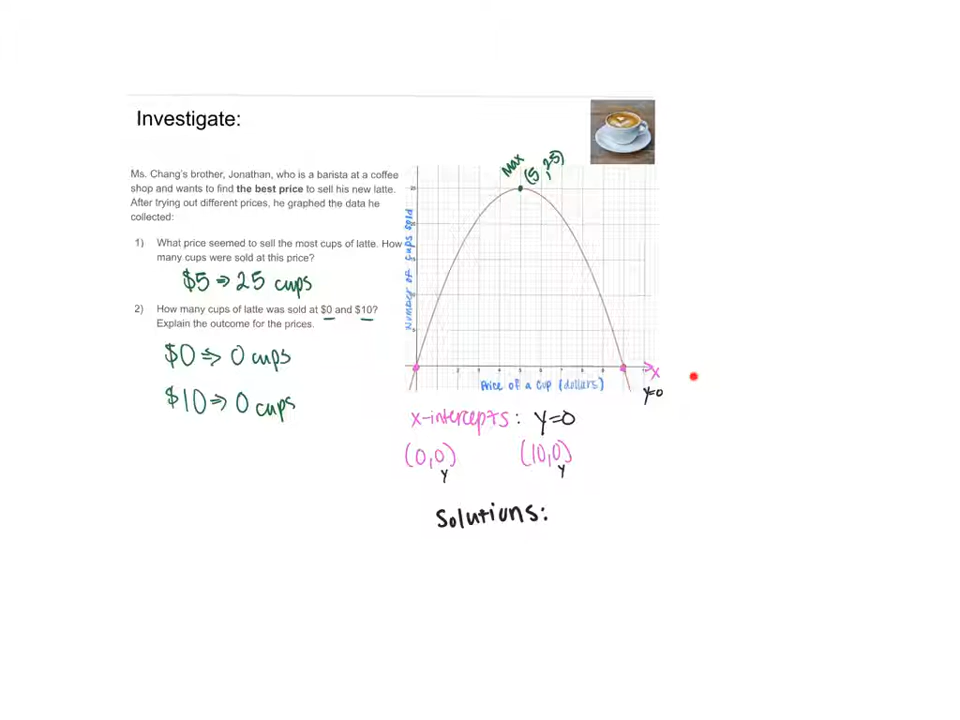 Investigate:
Ms. Chang's brother, Jonathan, who is a barista at a coffee
shop and wants to find the best price to sell his new latte.
After trying out different prices, he graphed the data he
collected:
1) What price seemed to sell the most cups of latte. How
many cups were sold at this price?
$5 ⇒ 25 cups
2) How many cups of latte was sold at $0 and $10?
Explain the outcome for the prices.
$0 ⇒ 0 cups
$10 ⇒ 0 cups
Max
(5, 25)
Number of cups sold
x
Price of a cup (dollars)
y=0
x-intercepts: y=0
(0,0) (10,0)
y y
Solutions: